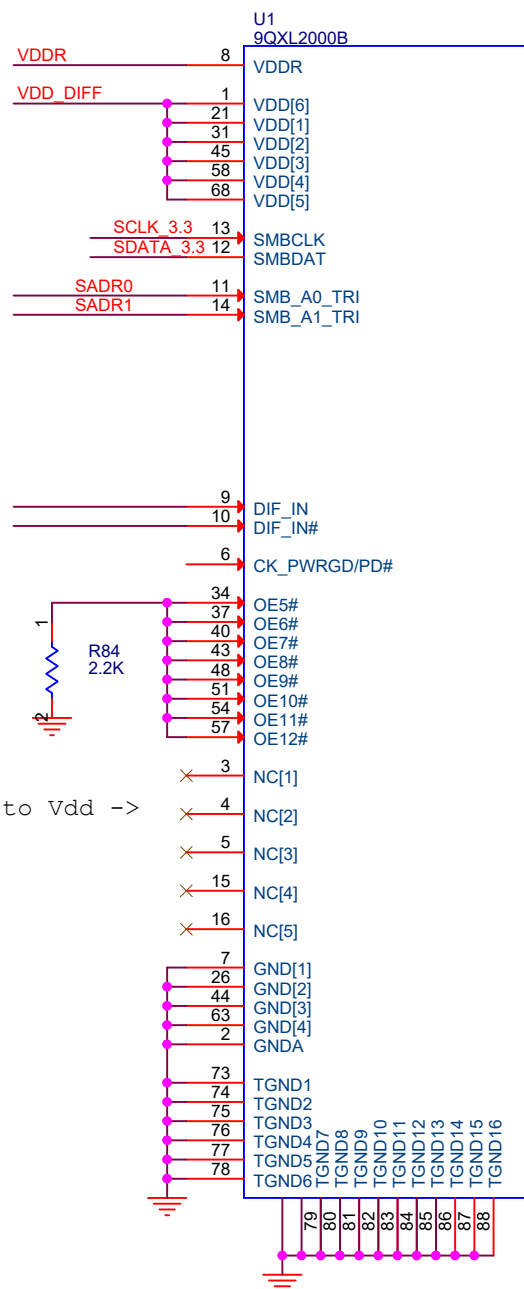 U1
9QXL2000B
VDDR 8 VDDR
VDD_DIFF 1 VDD[6]
21 VDD[1]
31 VDD[2]
45 VDD[3]
58 VDD[4]
68 VDD[5]
SCLK_3.3 13 SMBCLK
SDATA_3.3 12 SMBDAT
SADR0 11 SMB_A0_TRI
SADR1 14 SMB_A1_TRI
9 DIF_IN
10 DIF_IN#
6 CK_PWRGD/PD#
34 OE5#
37 OE6#
40 OE7#
43 OE8#
48 OE9#
51 OE10#
54 OE11#
57 OE12#
1
R84
2.2K
2
3 NC[1]
to Vdd ->
4 NC[2]
5 NC[3]
15 NC[4]
16 NC[5]
7 GND[1]
26 GND[2]
44 GND[3]
63 GND[4]
2 GNDA
73 TGND1
74 TGND2
75 TGND3
76 TGND4
77 TGND5
78 TGND6
TGND7
TGND8
TGND9
TGND10
TGND11
TGND12
TGND13
TGND14
TGND15
TGND16
79
80
81
82
83
84
85
86
87
88